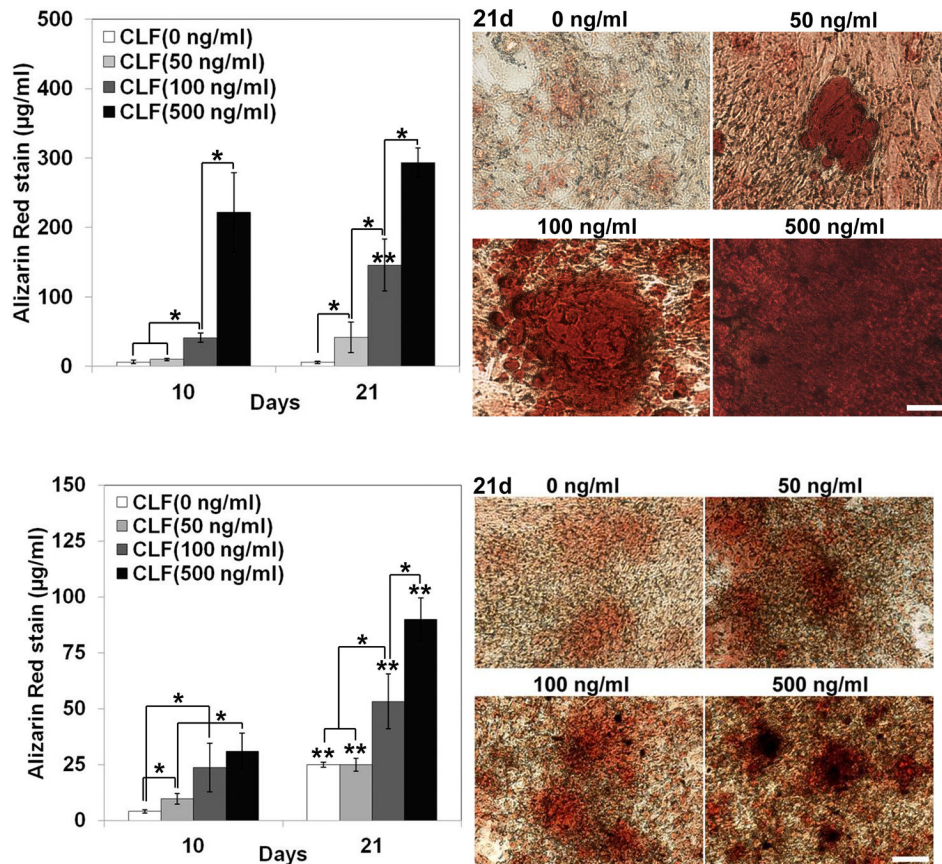 500
400
300
200
100
0
Alizarin Red stain (µg/ml)
CLF(0 ng/ml)
CLF(50 ng/ml)
CLF(100 ng/ml)
CLF(500 ng/ml)
*
*
*
*
*
**
10
21
Days
21d
0 ng/ml
50 ng/ml
100 ng/ml
500 ng/ml
150
125
100
75
50
25
0
Alizarin Red stain (µg/ml)
CLF(0 ng/ml)
CLF(50 ng/ml)
CLF(100 ng/ml)
CLF(500 ng/ml)
*
*
*
*
*
**
**
**
**
10
21
Days
21d
0 ng/ml
50 ng/ml
100 ng/ml
500 ng/ml